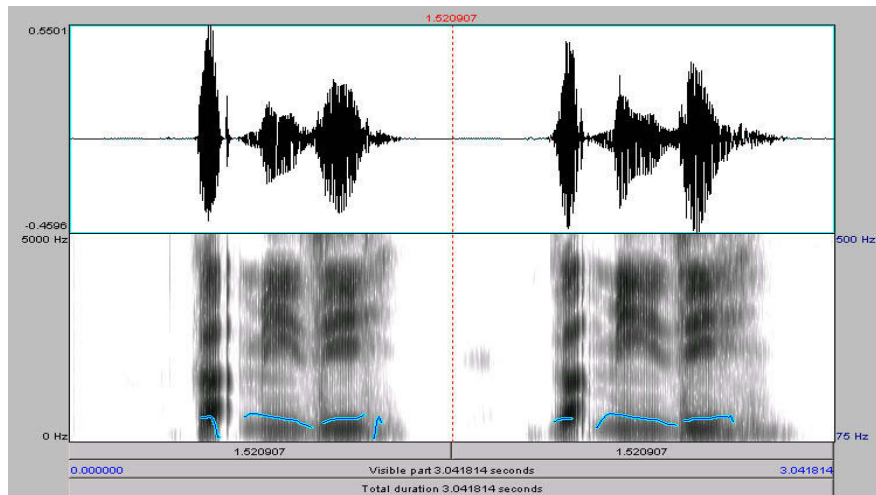 1.520907
0.5501
-0.4596
5000 Hz
500 Hz
0 Hz
75 Hz
1.520907
1.520907
0.000000
Visible part 3.041814 seconds
3.041814
Total duration 3.041814 seconds